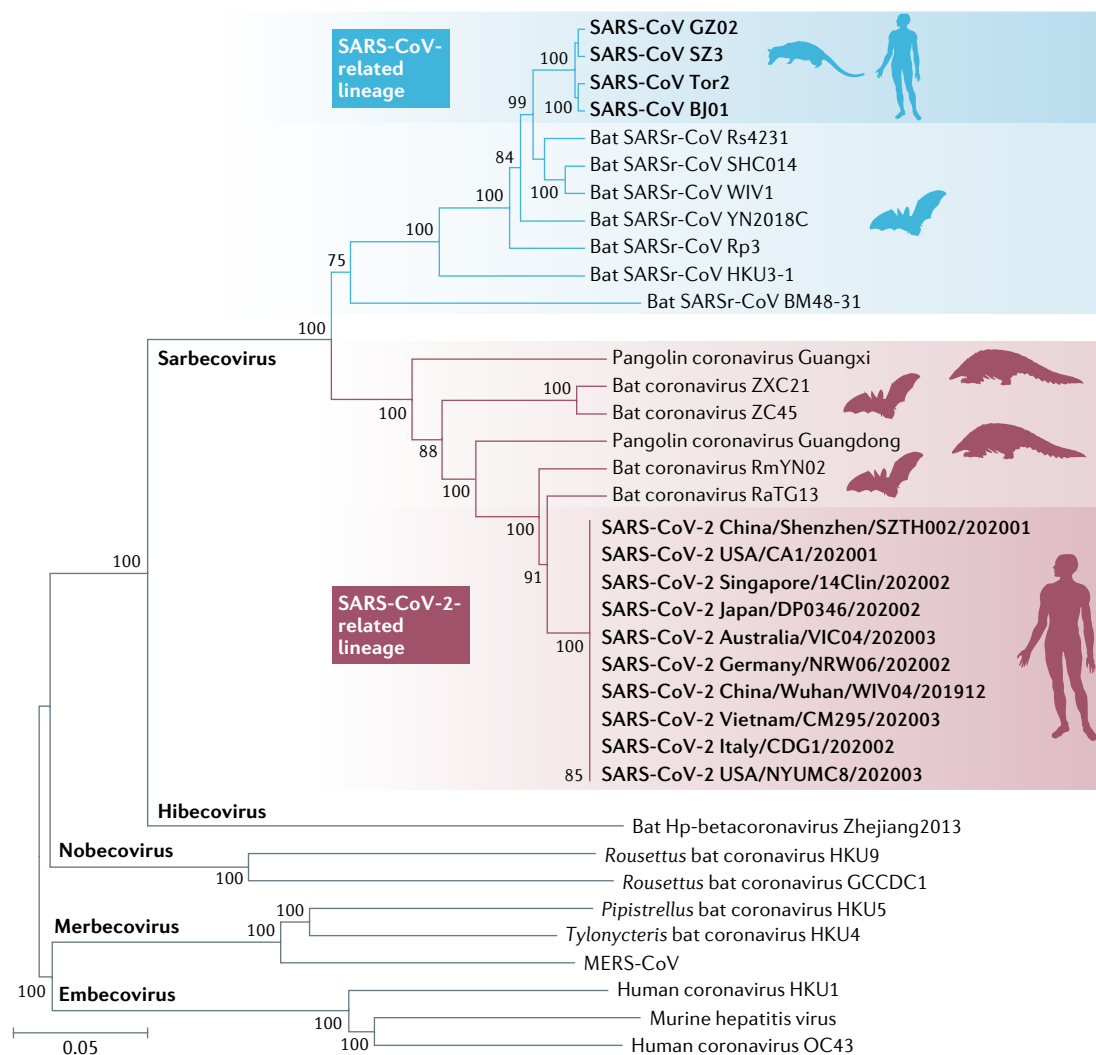 SARS-CoV-
related
lineage
100
SARS-CoV GZ02
SARS-CoV SZ3
SARS-CoV Tor2
100
SARS-CoV BJ01
99
Bat SARSr-CoV Rs4231
84
Bat SARSr-CoV SHC014
100
Bat SARSr-CoV WIV1
100
Bat SARSr-CoV YN2018C
100
Bat SARSr-CoV Rp3
75
Bat SARSr-CoV HKU3-1
Bat SARSr-CoV BM48-31
100
Sarbecovirus
Pangolin coronavirus Guangxi
100
Bat coronavirus ZXC21
100
Bat coronavirus ZC45
88
Pangolin coronavirus Guangdong
100
Bat coronavirus RmYN02
Bat coronavirus RaTG13
100
SARS-CoV-2 China/Shenzhen/SZTH002/202001
SARS-CoV-2 USA/CA1/202001
100
91
SARS-CoV-2 Singapore/14Clin/202002
SARS-CoV-2-
related
lineage
SARS-CoV-2 Japan/DP0346/202002
SARS-CoV-2 Australia/VIC04/202003
100
SARS-CoV-2 Germany/NRW06/202002
SARS-CoV-2 China/Wuhan/WIV04/201912
SARS-CoV-2 Vietnam/CM295/202003
SARS-CoV-2 Italy/CDG1/202002
85
SARS-CoV-2 USA/NYUMC8/202003
Hibecovirus
Bat Hp-betacoronavirus Zhejiang2013
Nobecovirus
Rousettus bat coronavirus HKU9
100
Rousettus bat coronavirus GCCDC1
Merbecovirus
100
Pipistrellus bat coronavirus HKU5
100
Tylonycteris bat coronavirus HKU4
MERS-CoV
100
Embecovirus
Human coronavirus HKU1
100
Murine hepatitis virus
100
Human coronavirus OC43
0.05